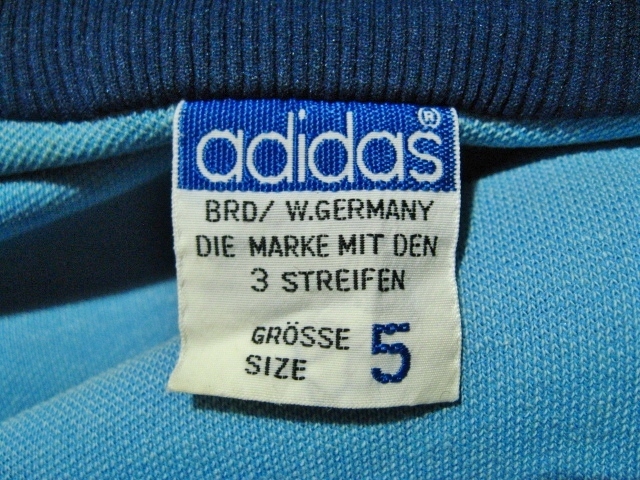 adidas®
BRD/ W.GERMANY
DIE MARKE MIT DEN
3 STREIFEN
GRÖSSE
SIZE 5